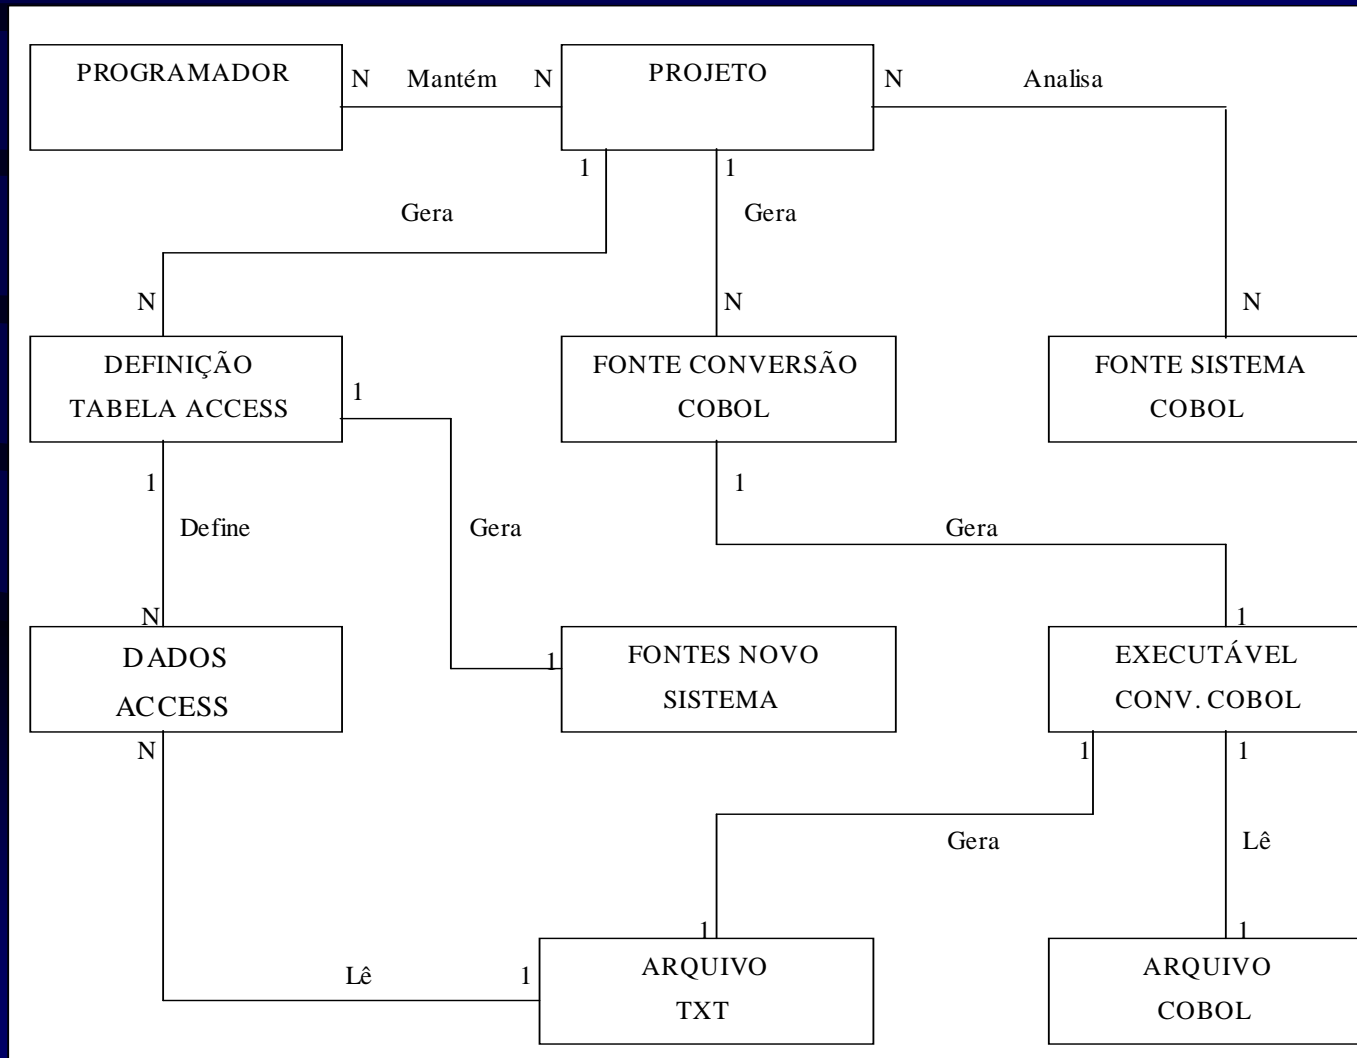 PROGRAMADOR
N Mantém N
PROJETO
N Analisa
1
1
Gera
Gera
N
N
N
DEFINIÇÃO
TABELA ACCESS
1
FONTE CONVERSÃO
COBOL
FONTE SISTEMA
COBOL
1
1
Define
Gera
Gera
N
1
1
DADOS
ACCESS
FONTES NOVO
SISTEMA
EXECUTÁVEL
CONV. COBOL
N
1
1
Gera
Lê
1
1
Lê
1
ARQUIVO
TXT
ARQUIVO
COBOL